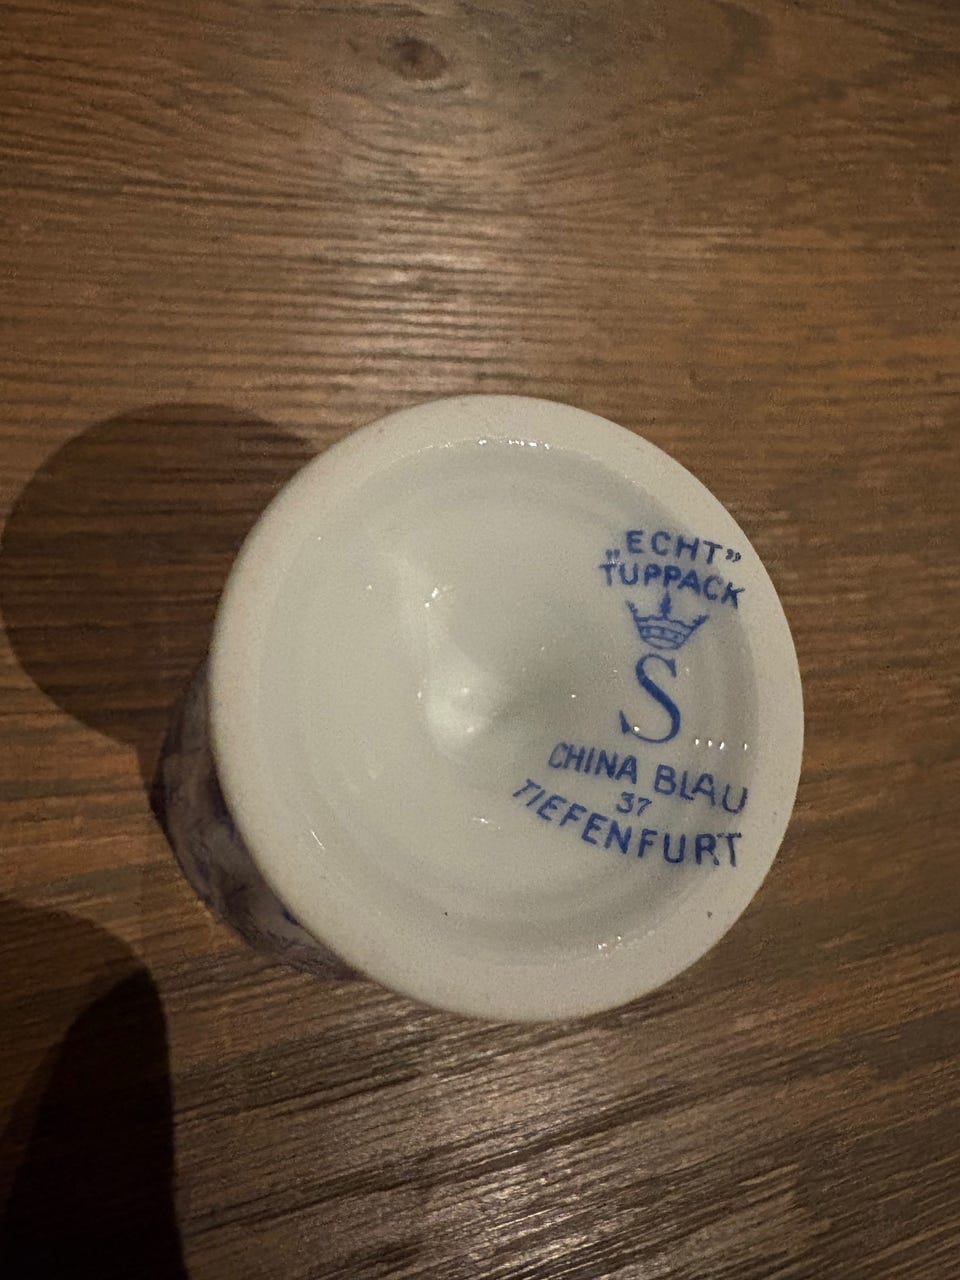 „ECHT”
TUPPACK
S
CHINA BLAU
37
TIEFENFURT